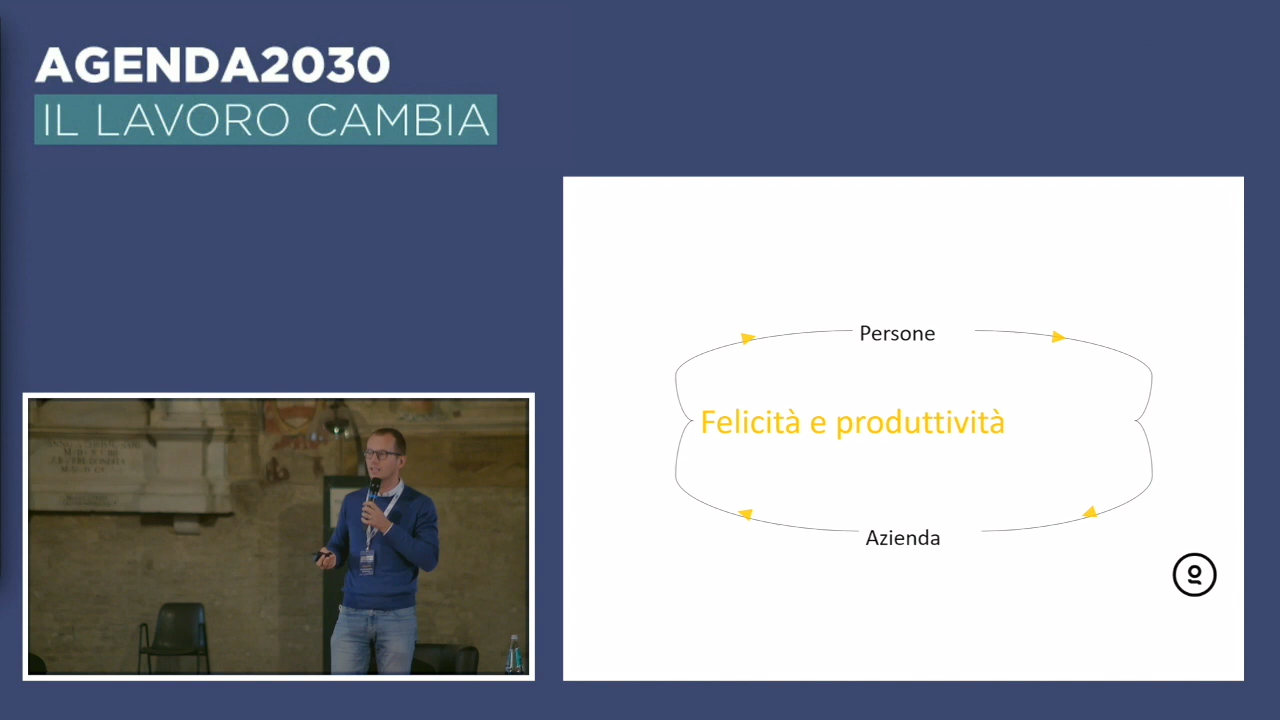 AGENDA2030
IL LAVORO CAMBIA
Persone
Felicità e produttività
Azienda